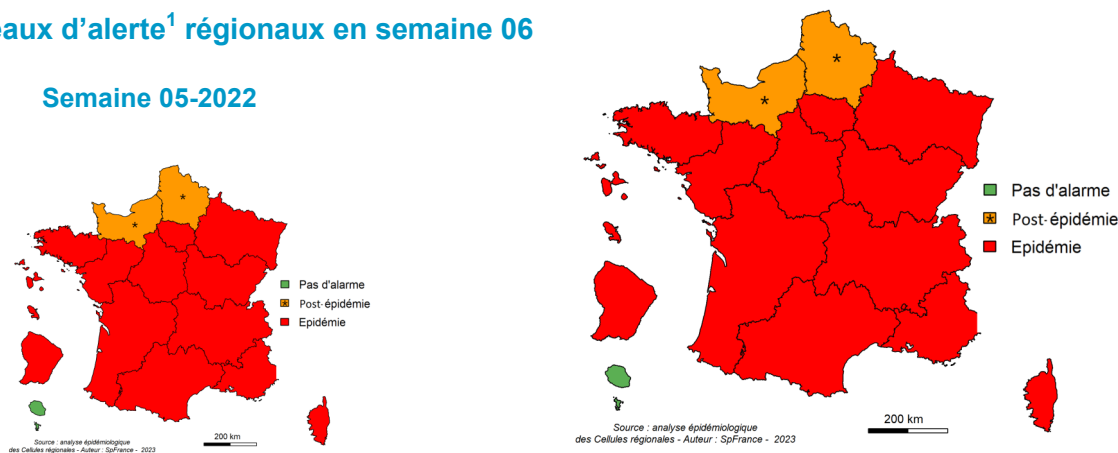 eaux d'alerte1 régionaux en semaine 06
Semaine 05-2022
Pas d'alarme
* Post-épidémie
Epidémie
200 km
Source : analyse épidémiologique
des Cellules régionales - Auteur : SpFrance - 2023
Pas d'alarme
* Post-épidémie
Epidémie
200 km
Source : analyse épidémiologique
des Cellules régionales - Auteur : SpFrance - 2023